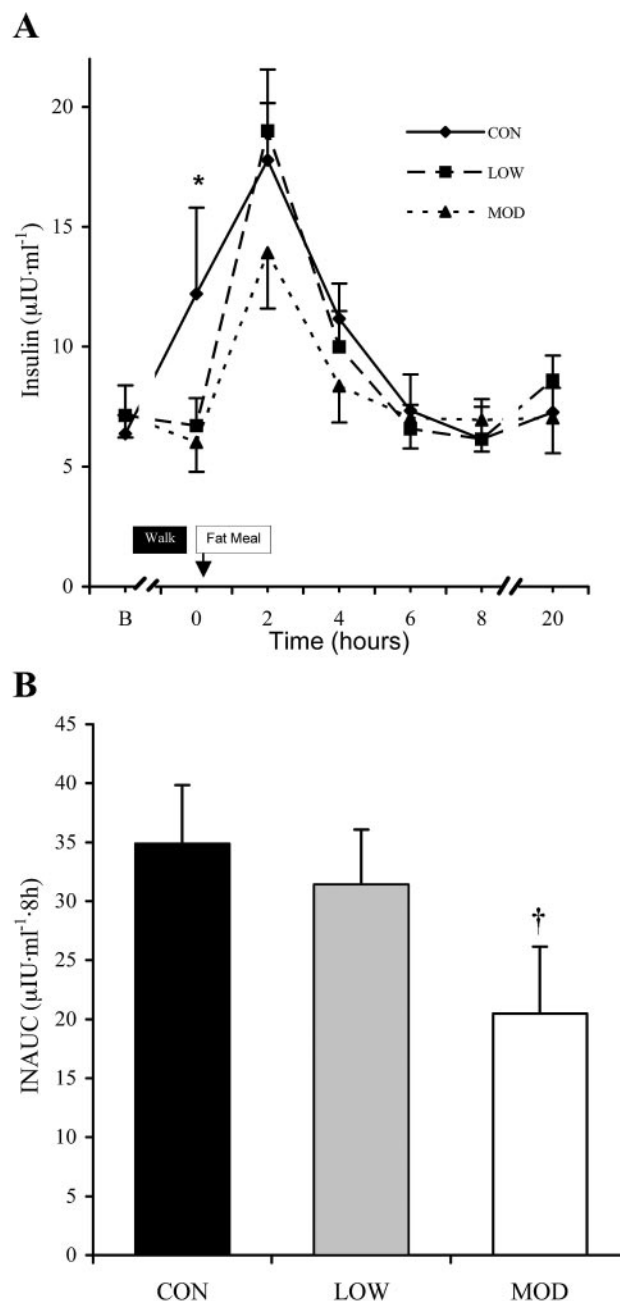 A
Insulin (µIU·ml⁻¹)
20
15
10
5
0
*
CON
LOW
MOD
Walk
Fat Meal
B 0 2 4 6 8 20
Time (hours)
B
INAUC (µIU·ml⁻¹·8h)
45
40
35
30
25
20
15
10
5
0
†
CON LOW MOD